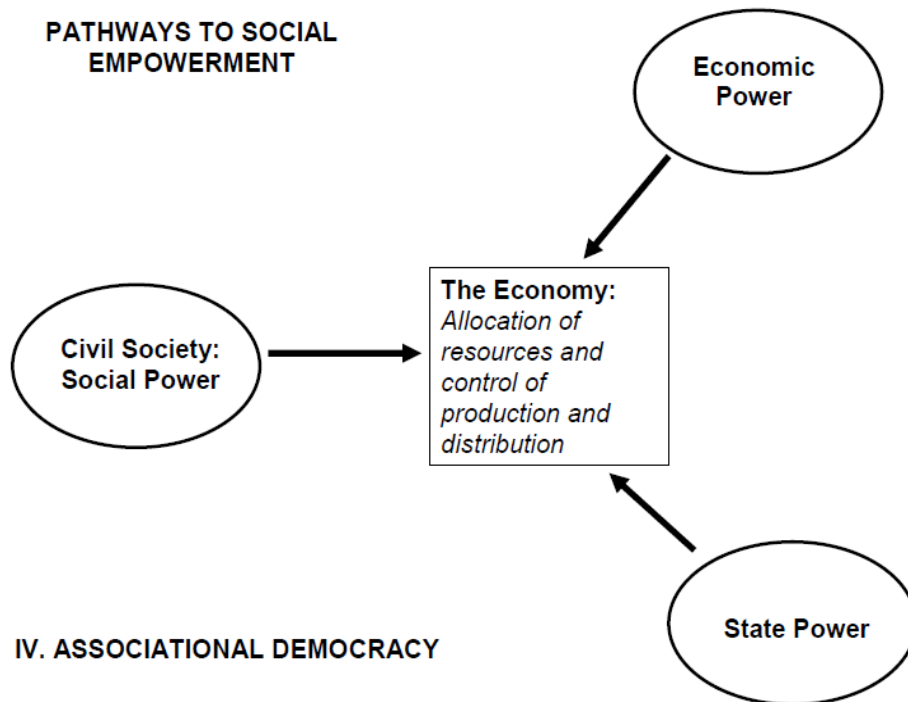 PATHWAYS TO SOCIAL
EMPOWERMENT
Economic
Power
The Economy:
Allocation of
resources and
control of
production and
distribution
Civil Society:
Social Power
State Power
IV. ASSOCIATIONAL DEMOCRACY